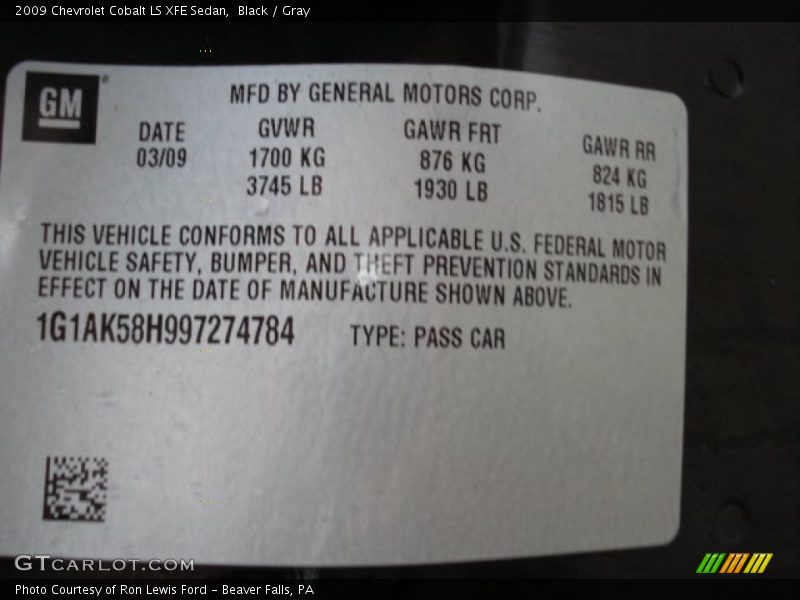 2009 Chevrolet Cobalt LS XFE Sedan,  Black / Gray
GM
MFD BY GENERAL MOTORS CORP.
DATE GVWR GAWR FRT GAWR RR
03/09 1700 KG 876 KG 824 KG
3745 LB 1930 LB 1815 LB
THIS VEHICLE CONFORMS TO ALL APPLICABLE U.S. FEDERAL MOTOR
VEHICLE SAFETY, BUMPER, AND THEFT PREVENTION STANDARDS IN
EFFECT ON THE DATE OF MANUFACTURE SHOWN ABOVE.
1G1AK58H997274784 TYPE: PASS CAR
GTCARLOT.COM
Photo Courtesy of Ron Lewis Ford - Beaver Falls, PA